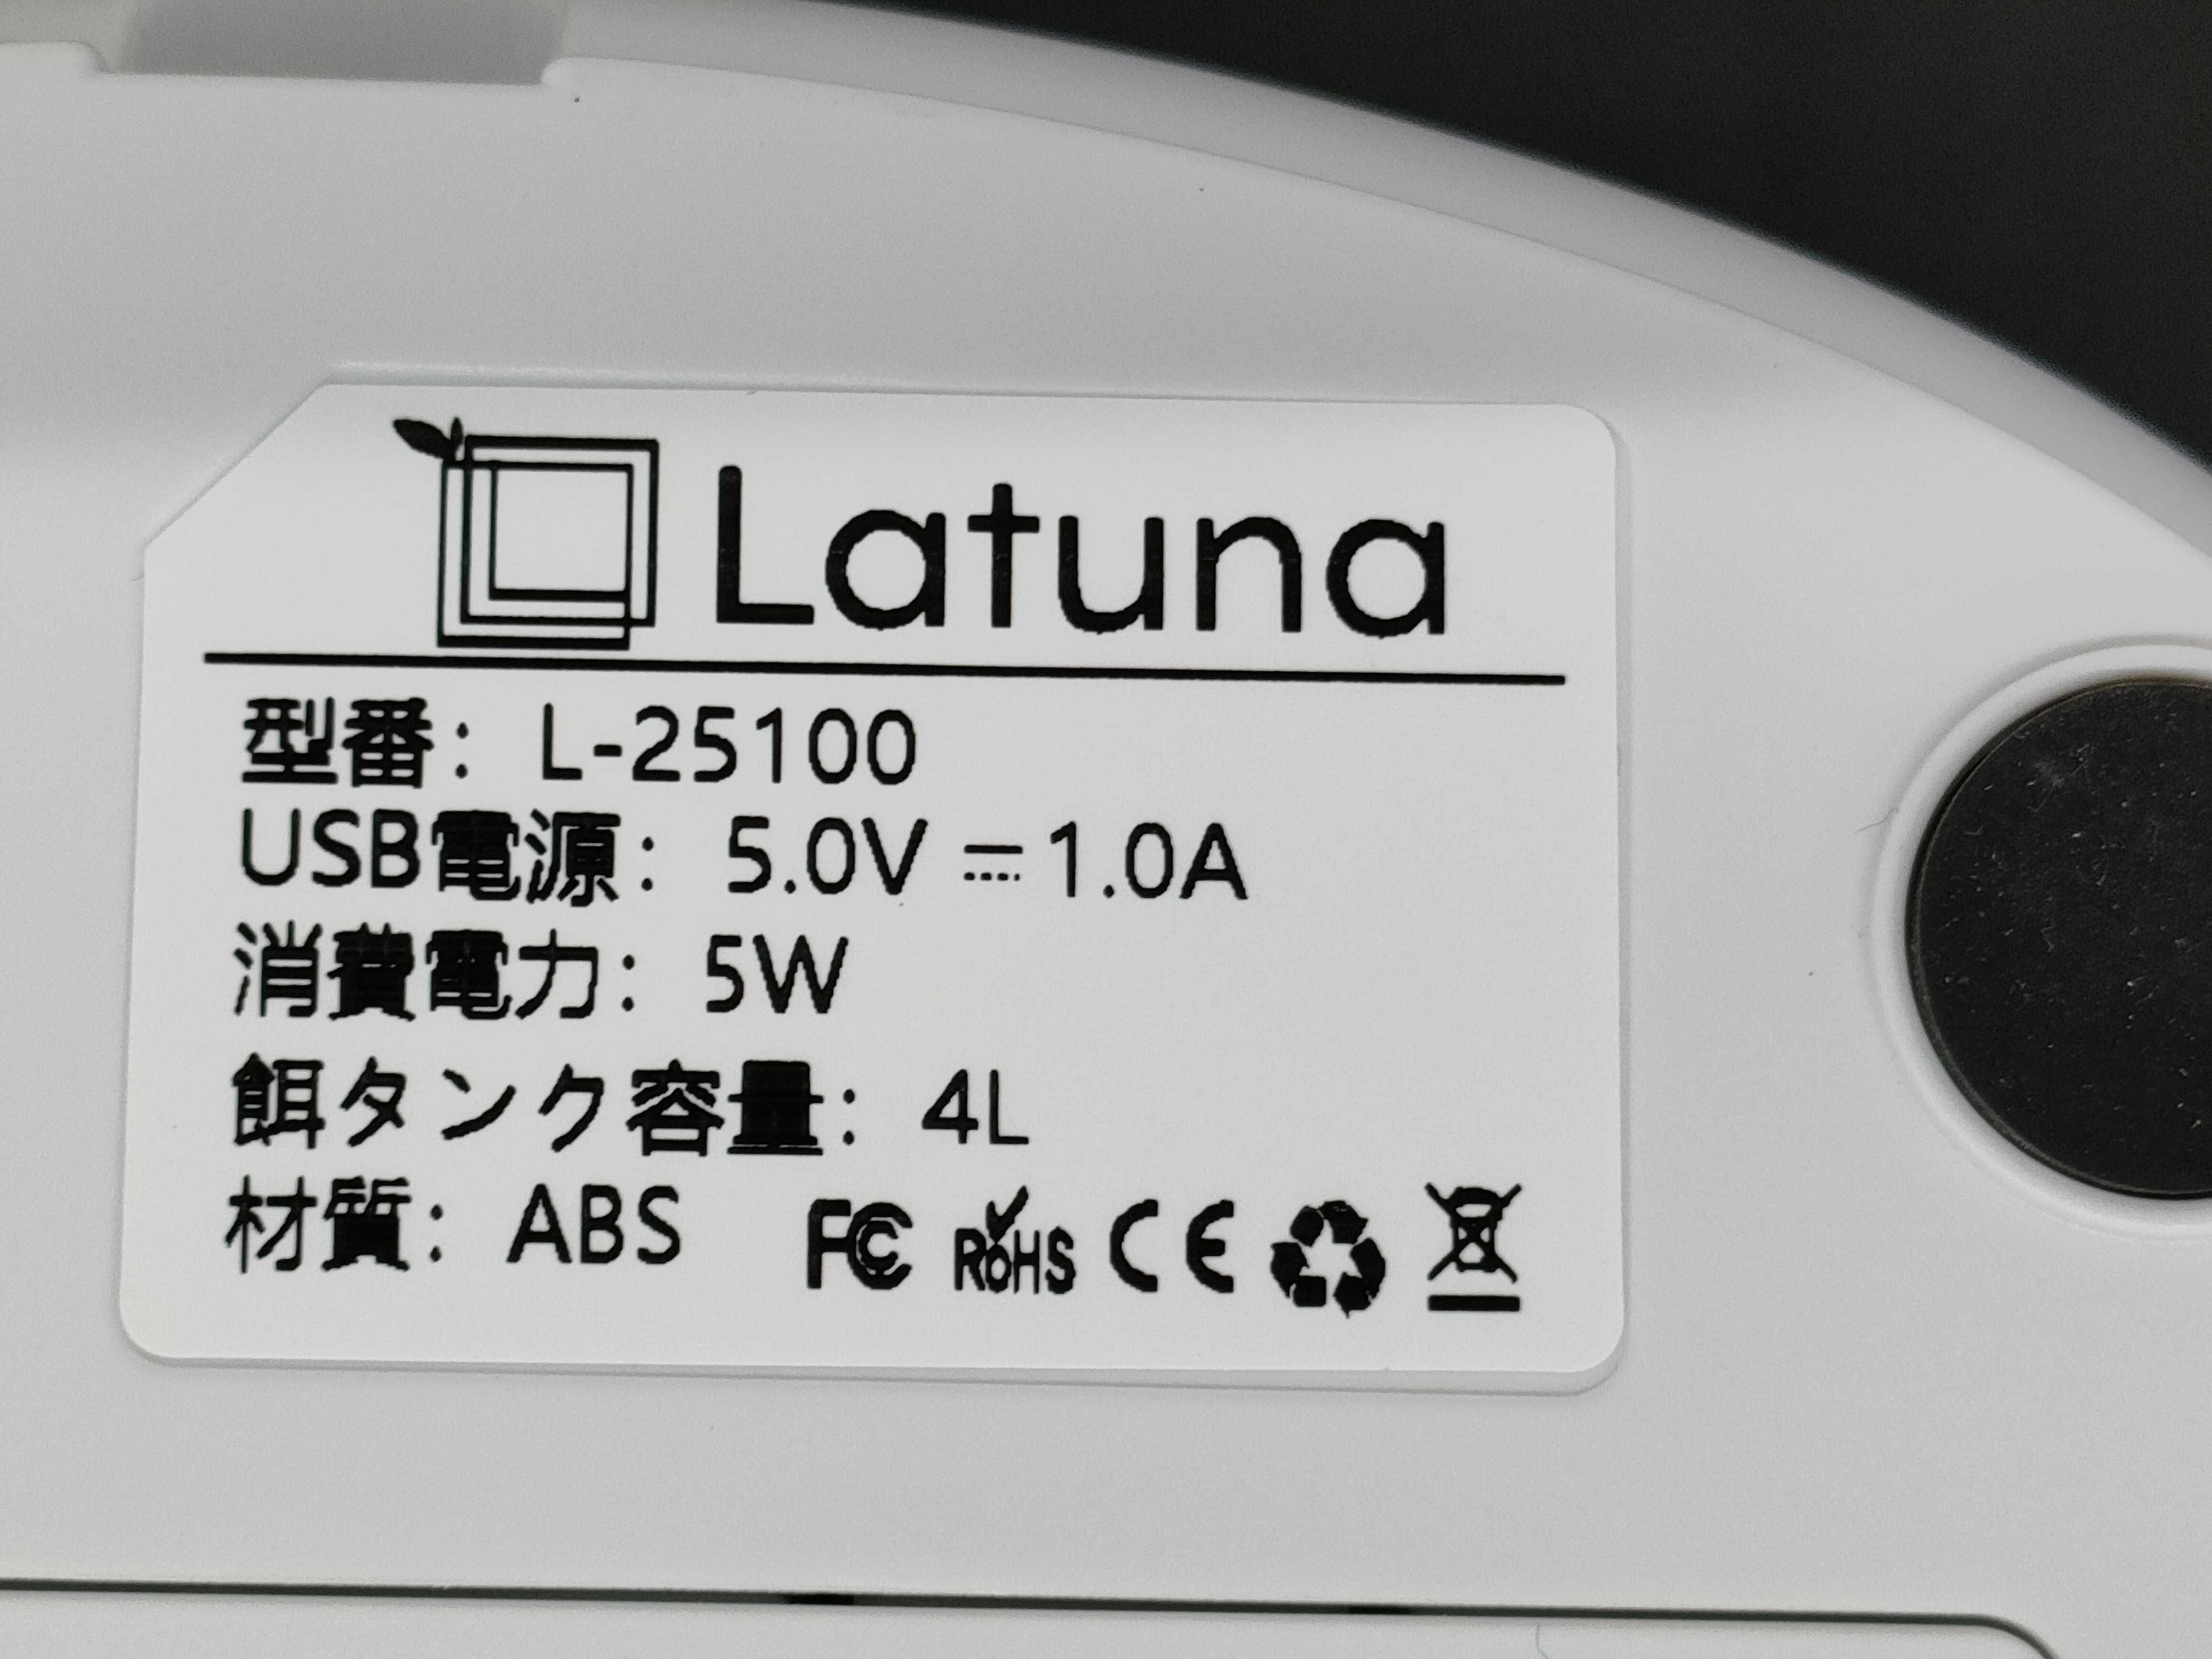 Latuna
型番： L-25100
USB電源： 5.0V ⎓ 1.0A
消費電力： 5W
餌タンク容量： 4L
材質： ABS FC RoHS CE